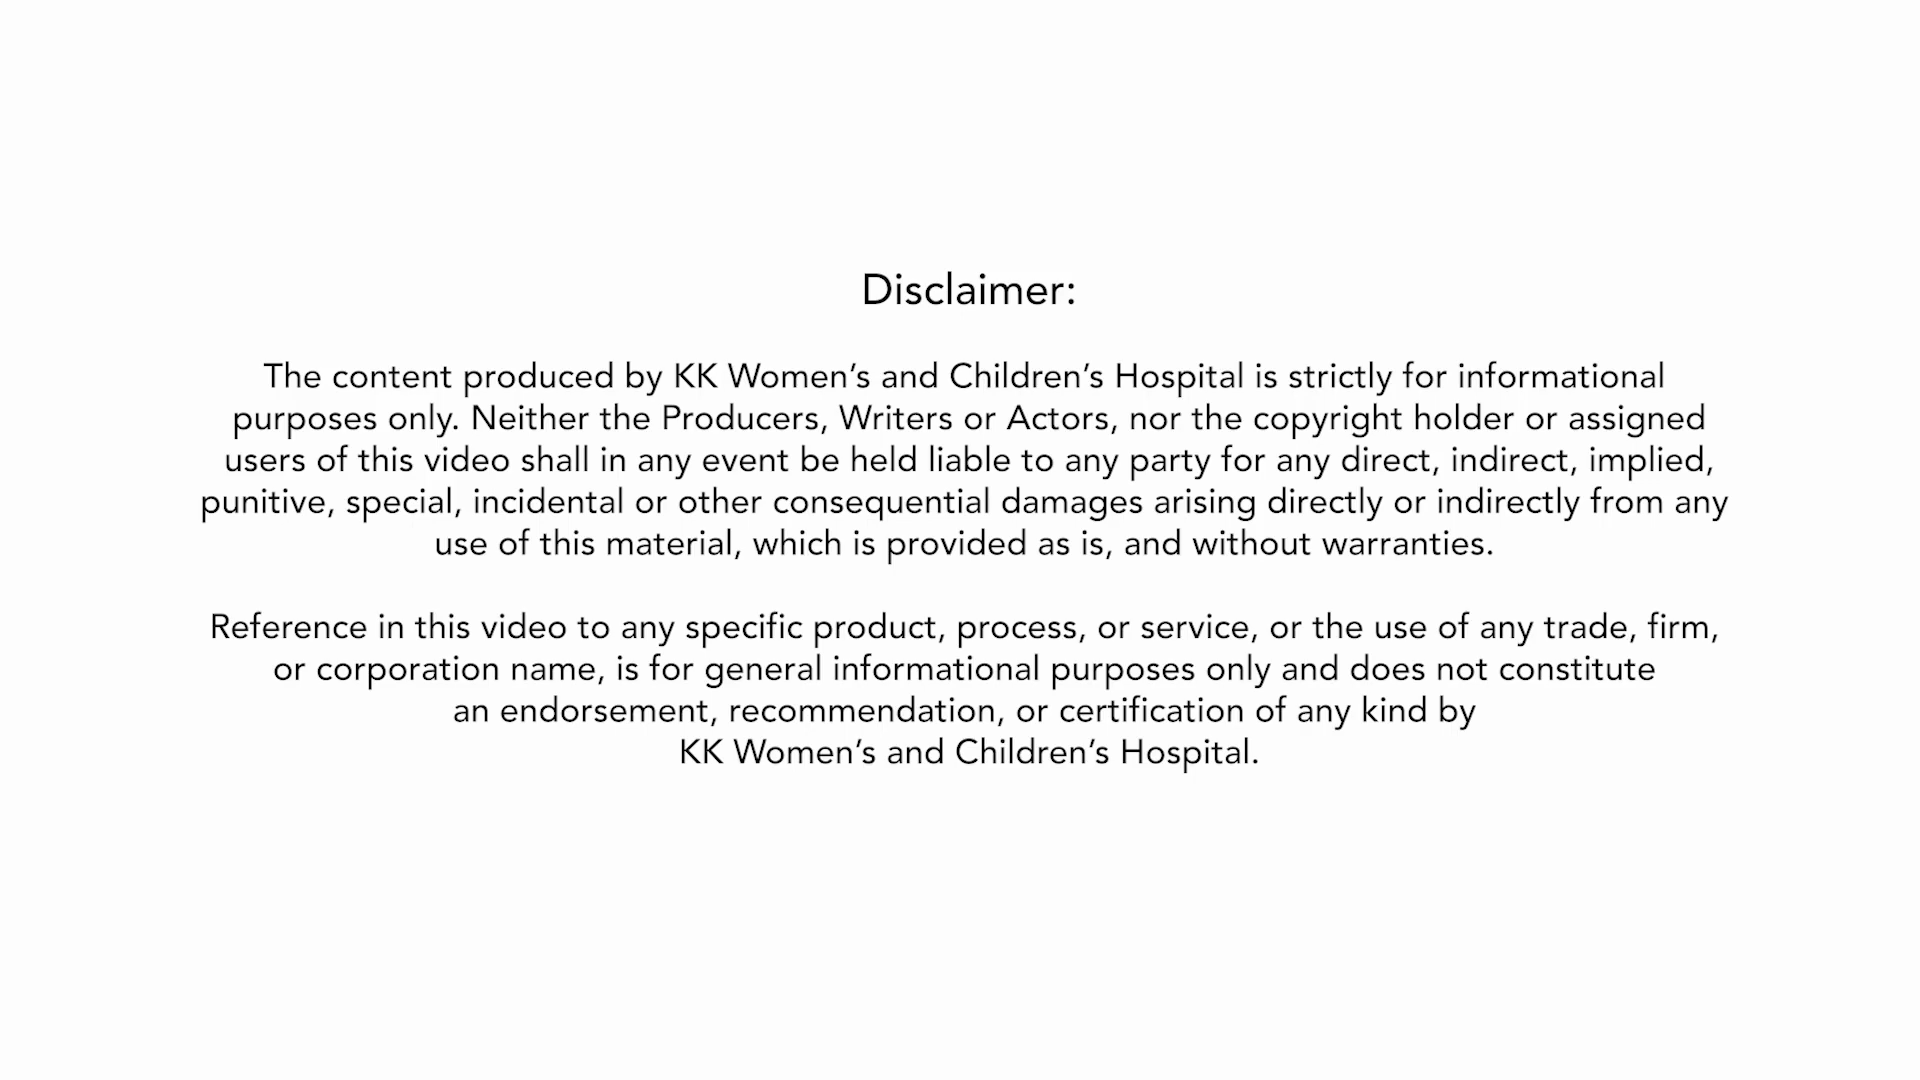 Disclaimer:
The content produced by KK Women’s and Children’s Hospital is strictly for informational
purposes only. Neither the Producers, Writers or Actors, nor the copyright holder or assigned
users of this video shall in any event be held liable to any party for any direct, indirect, implied,
punitive, special, incidental or other consequential damages arising directly or indirectly from any
use of this material, which is provided as is, and without warranties.
Reference in this video to any specific product, process, or service, or the use of any trade, firm,
or corporation name, is for general informational purposes only and does not constitute
an endorsement, recommendation, or certification of any kind by
KK Women’s and Children’s Hospital.